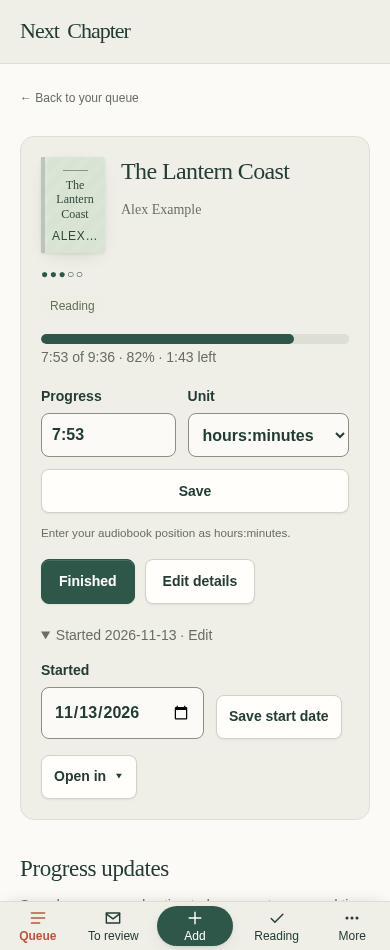 Next Chapter
← Back to your queue
The
Lantern
Coast
ALEX…
The Lantern Coast
Alex Example
●●●○○
Reading
7:53 of 9:36 · 82% · 1:43 left
Progress
Unit
7:53
hours:minutes
Save
Enter your audiobook position as hours:minutes.
Finished
Edit details
▼ Started 2026-11-13 · Edit
Started
11/13/2026
Save start date
Open in ▼
Progress updates
Queue
To review
Add
Reading
More